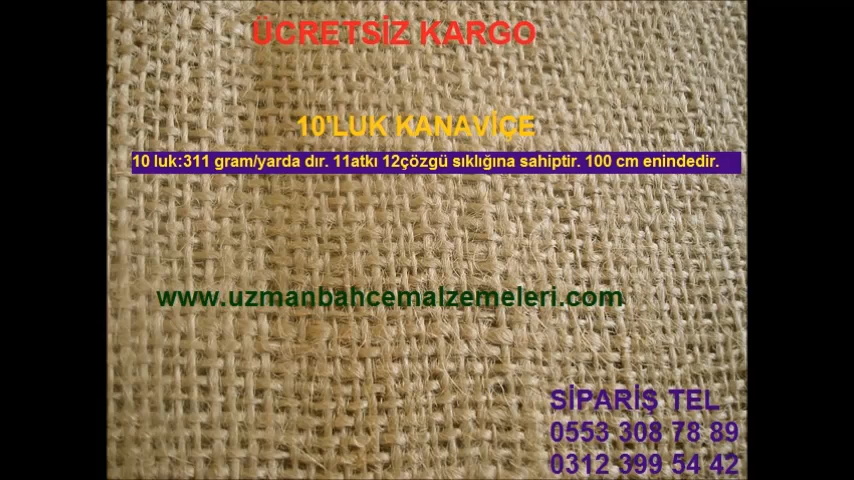 ÜCRETSİZ KARGO
10'LUK KANAVİÇE
10 luk:311 gram/yarda dır. 11atkı 12çözgü sıklığına sahiptir. 100 cm enindedir.
www.uzmanbahcemalzemeleri.com
SİPARİŞ TEL
0553 308 78 89
0312 399 54 42